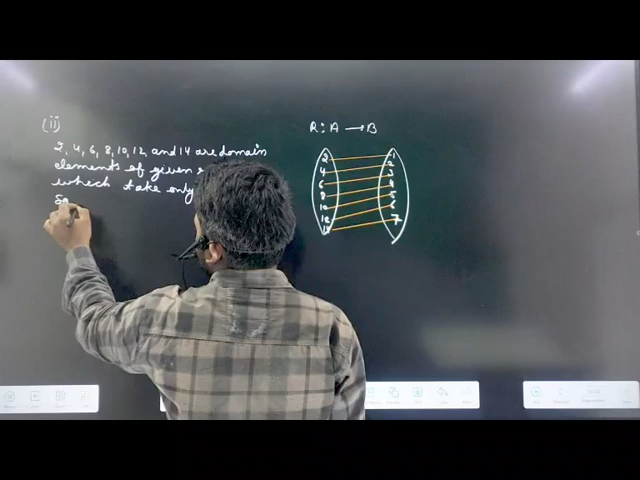 (ii)
2, 4, 6, 8, 10, 12, and 14 are domain
elements of given
which take only
So
R : A → B
2 1
4 2
6 3
8 4
10 5
12 6
14 7